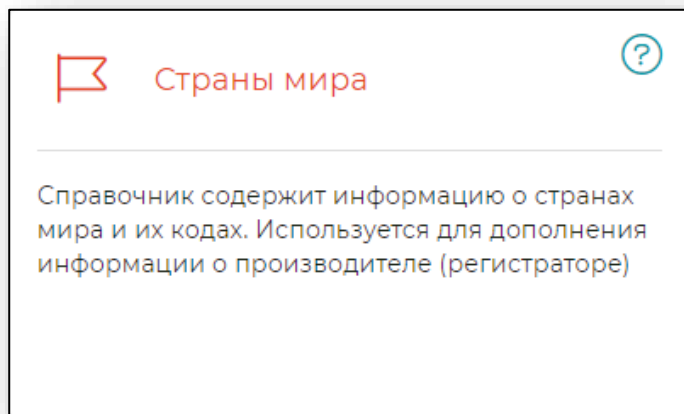 Страны мира
?
Справочник содержит информацию о странах
мира и их кодах. Используется для дополнения
информации о производителе (регистраторе)